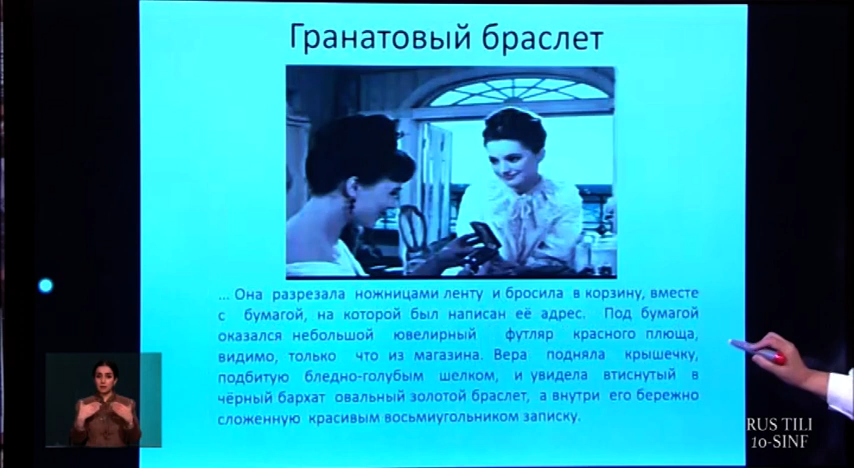 Гранатовый браслет
... Она разрезала ножницами ленту и бросила в корзину, вместе
с бумагой, на которой был написан её адрес. Под бумагой
оказался небольшой ювелирный футляр красного плюща,
видимо, только что из магазина. Вера подняла крышечку,
подбитую бледно-голубым шелком, и увидела втиснутый в
чёрный бархат овальный золотой браслет, а внутри его бережно
сложенную красивым восьмиугольником записку.
RUS TILI
10-SINF